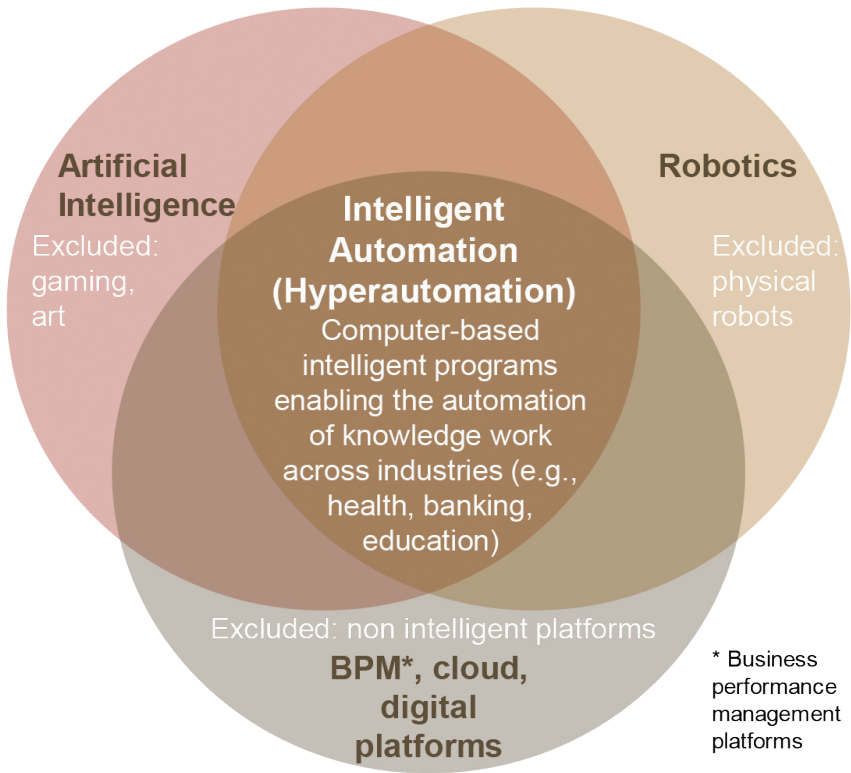 Artificial
Intelligence
Excluded:
gaming,
art
Robotics
Excluded:
physical
robots
Intelligent
Automation
(Hyperautomation)
Computer-based
intelligent programs
enabling the automation
of knowledge work
across industries (e.g.,
health, banking,
education)
Excluded: non intelligent platforms
BPM*, cloud,
digital
platforms
* Business
performance
management
platforms